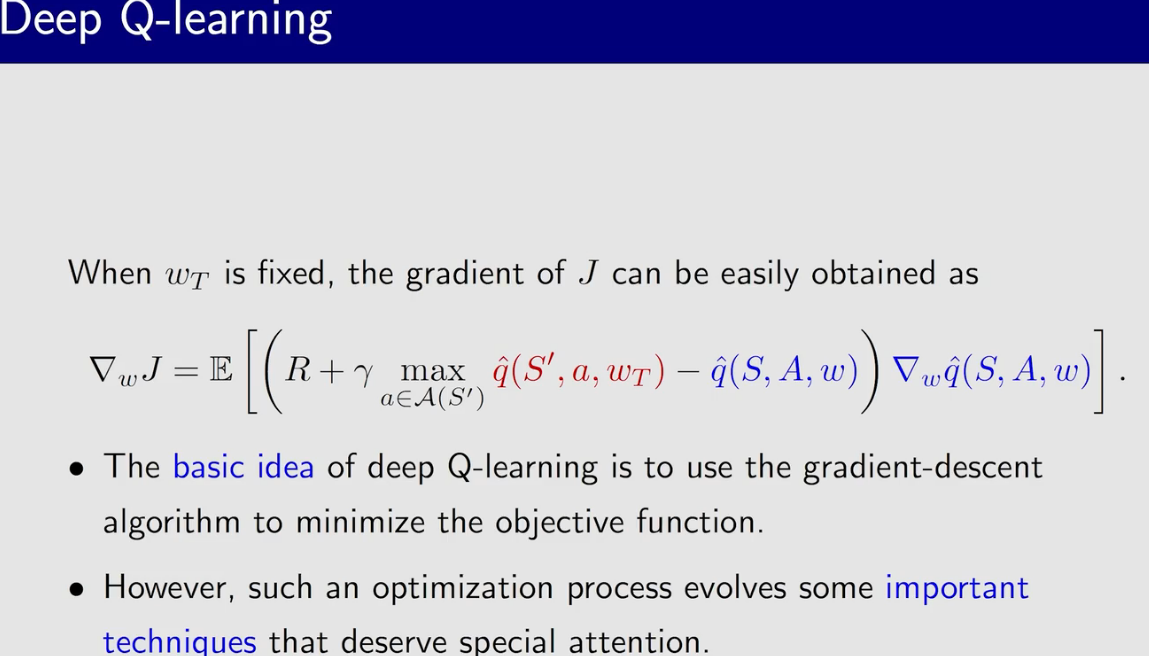 Deep Q-learning
When $w_T$ is fixed, the gradient of $J$ can be easily obtained as
$\nabla_w J = \mathbb{E}\left[\left(R + \gamma \max_{a \in \mathcal{A}(S')} \hat{q}(S', a, w_T) - \hat{q}(S, A, w)\right) \nabla_w \hat{q}(S, A, w)\right].$
• The basic idea of deep Q-learning is to use the gradient-descent
algorithm to minimize the objective function.
• However, such an optimization process evolves some important
techniques that deserve special attention.